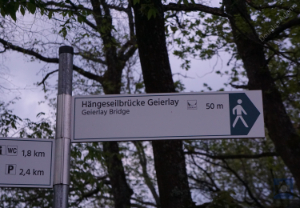 Hängeseilbrücke Geierlay 50 m
Geierlay Bridge
WC 1,8 km
P 2,4 km